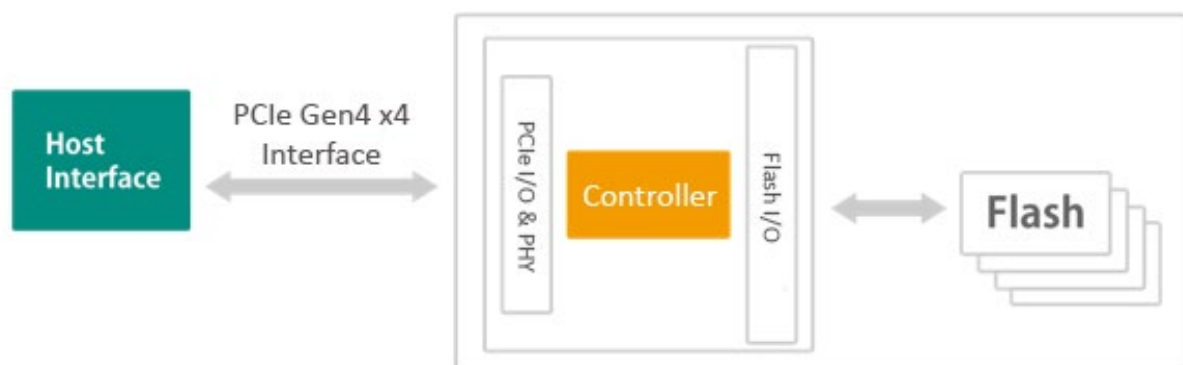 Host
Interface
PCIe Gen4 x4
Interface
PCIe I/O & PHY
Controller
Flash I/O
Flash